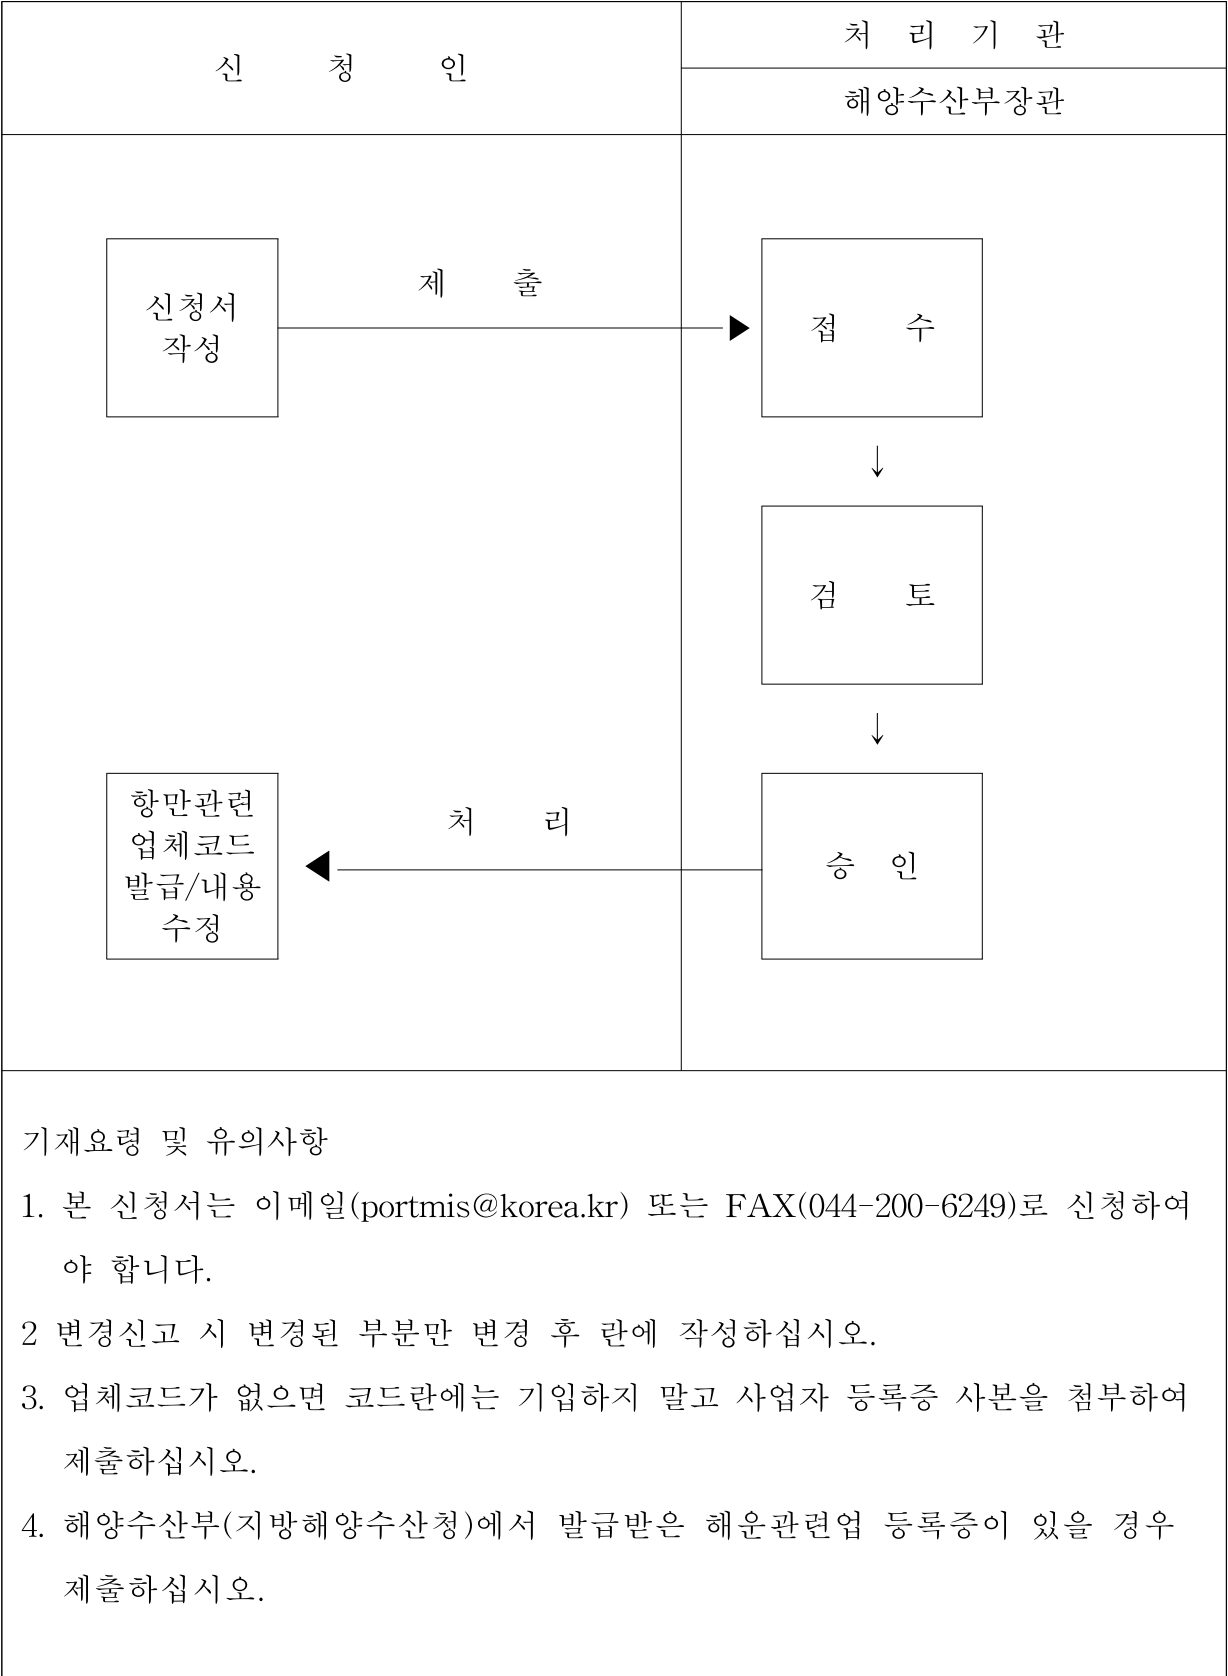 신 청 인
처 리 기 관
해양수산부장관
신청서
작성
제 출
접 수
↓
검 토
↓
승 인
처 리
항만관련
업체코드
발급/내용
수정
기재요령 및 유의사항
1. 본 신청서는 이메일(portmis@korea.kr) 또는 FAX(044-200-6249)로 신청하여
야 합니다.
2 변경신고 시 변경된 부분만 변경 후 란에 작성하십시오.
3. 업체코드가 없으면 코드란에는 기입하지 말고 사업자 등록증 사본을 첨부하여
제출하십시오.
4. 해양수산부(지방해양수산청)에서 발급받은 해운관련업 등록증이 있을 경우
제출하십시오.